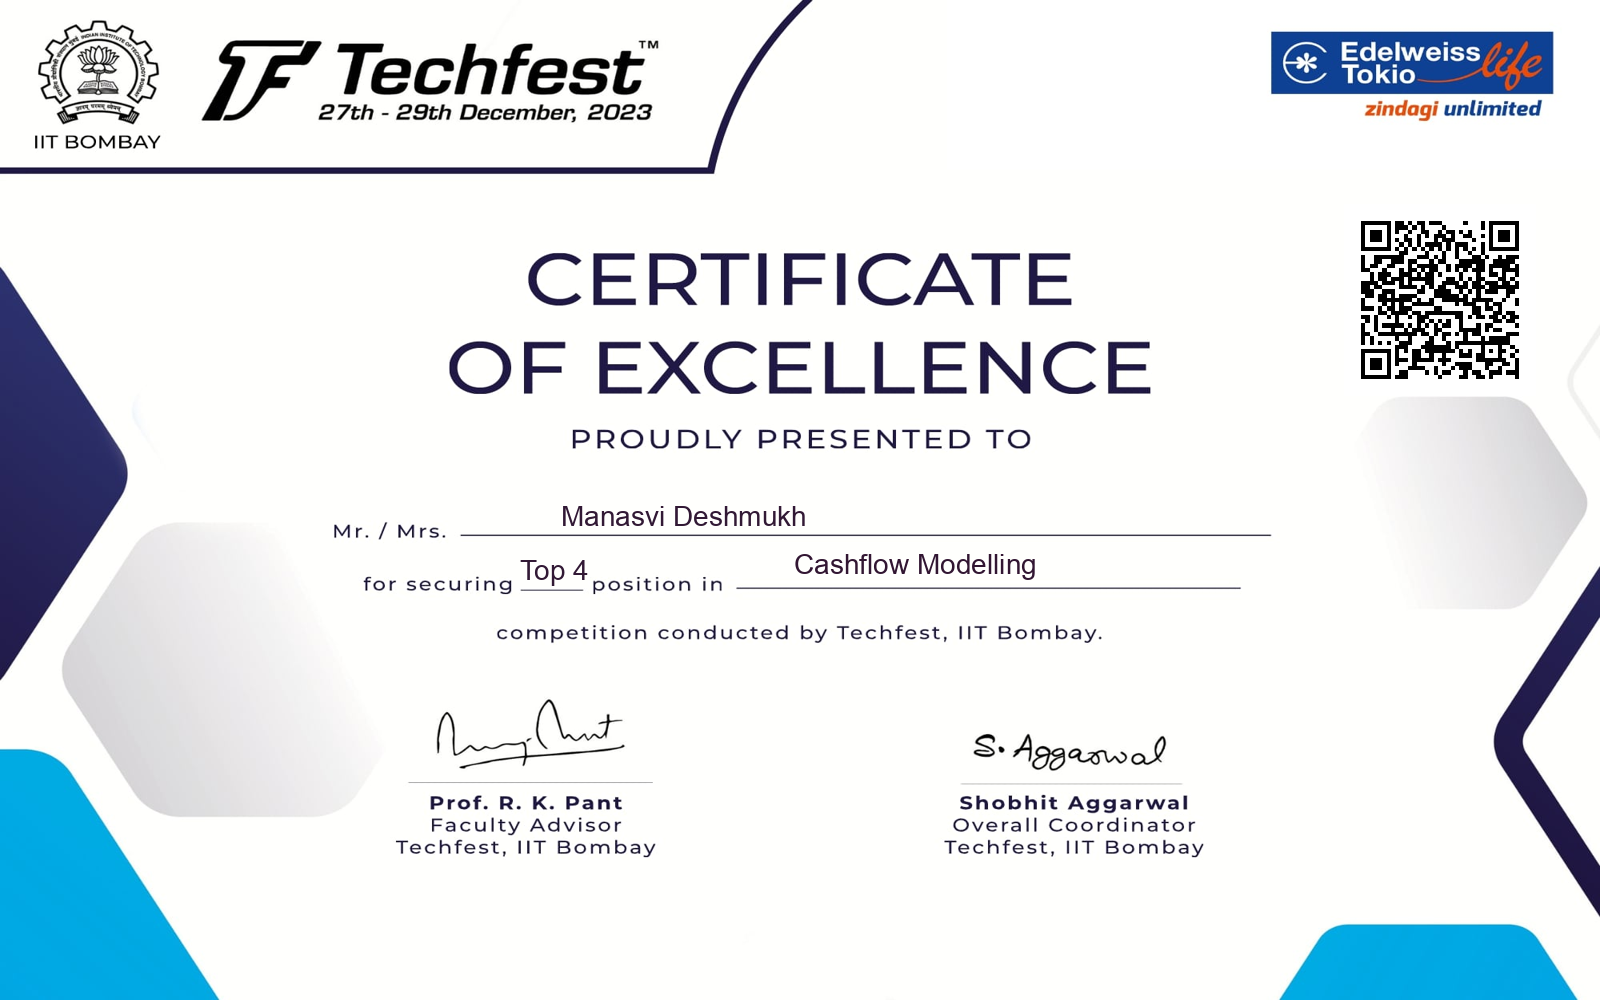 IIT BOMBAY
Techfest™
27th - 29th December, 2023
Edelweiss
Tokio life
zindagi unlimited
CERTIFICATE
OF EXCELLENCE
PROUDLY PRESENTED TO
Mr. / Mrs. Manasvi Deshmukh
for securing Top 4 position in Cashflow Modelling
competition conducted by Techfest, IIT Bombay.
S. Aggarwal
Prof. R. K. Pant
Faculty Advisor
Techfest, IIT Bombay
Shobhit Aggarwal
Overall Coordinator
Techfest, IIT Bombay